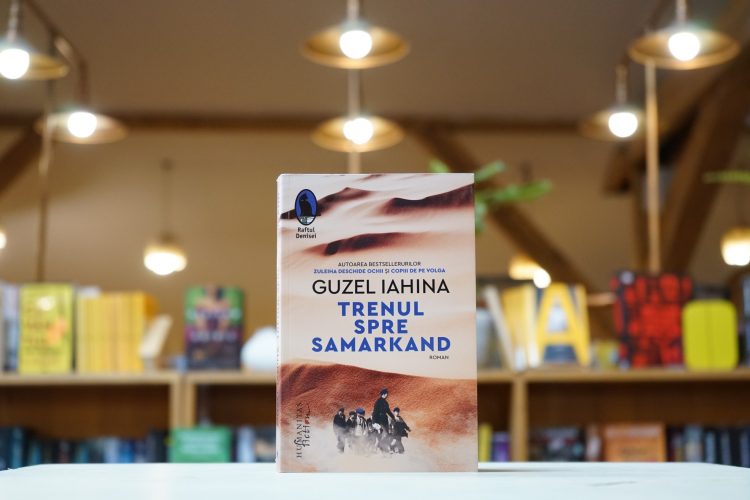 Raftul
Denisei
AUTOAREA BESTSELLERURILOR
ZULEIHA DESCHIDE OCHII ȘI COPIII DE PE VOLGA
GUZEL IAHINA
TRENUL
SPRE
SAMARKAND
ROMAN
HUMANITAS
fiction